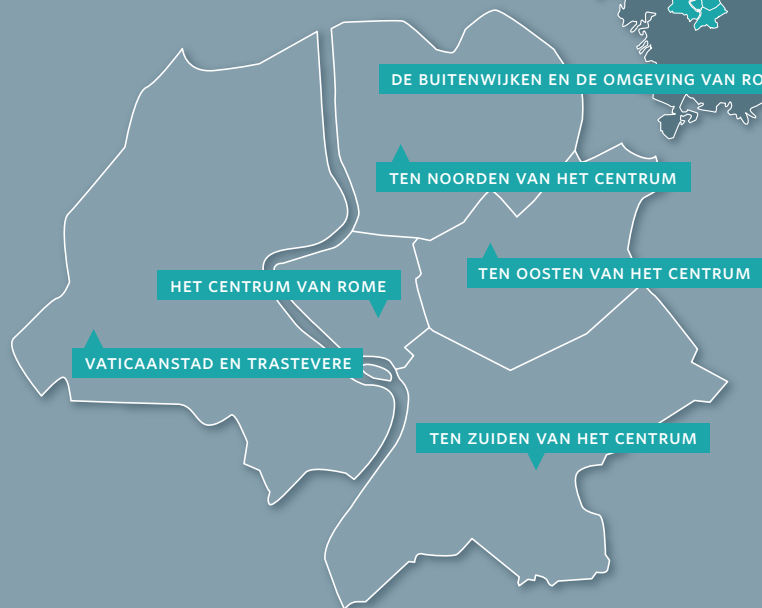 DE BUITENWIJKEN EN DE OMGEVING VAN RO
TEN NOORDEN VAN HET CENTRUM
TEN OOSTEN VAN HET CENTRUM
HET CENTRUM VAN ROME
VATICAANSTAD EN TRASTEVERE
TEN ZUIDEN VAN HET CENTRUM